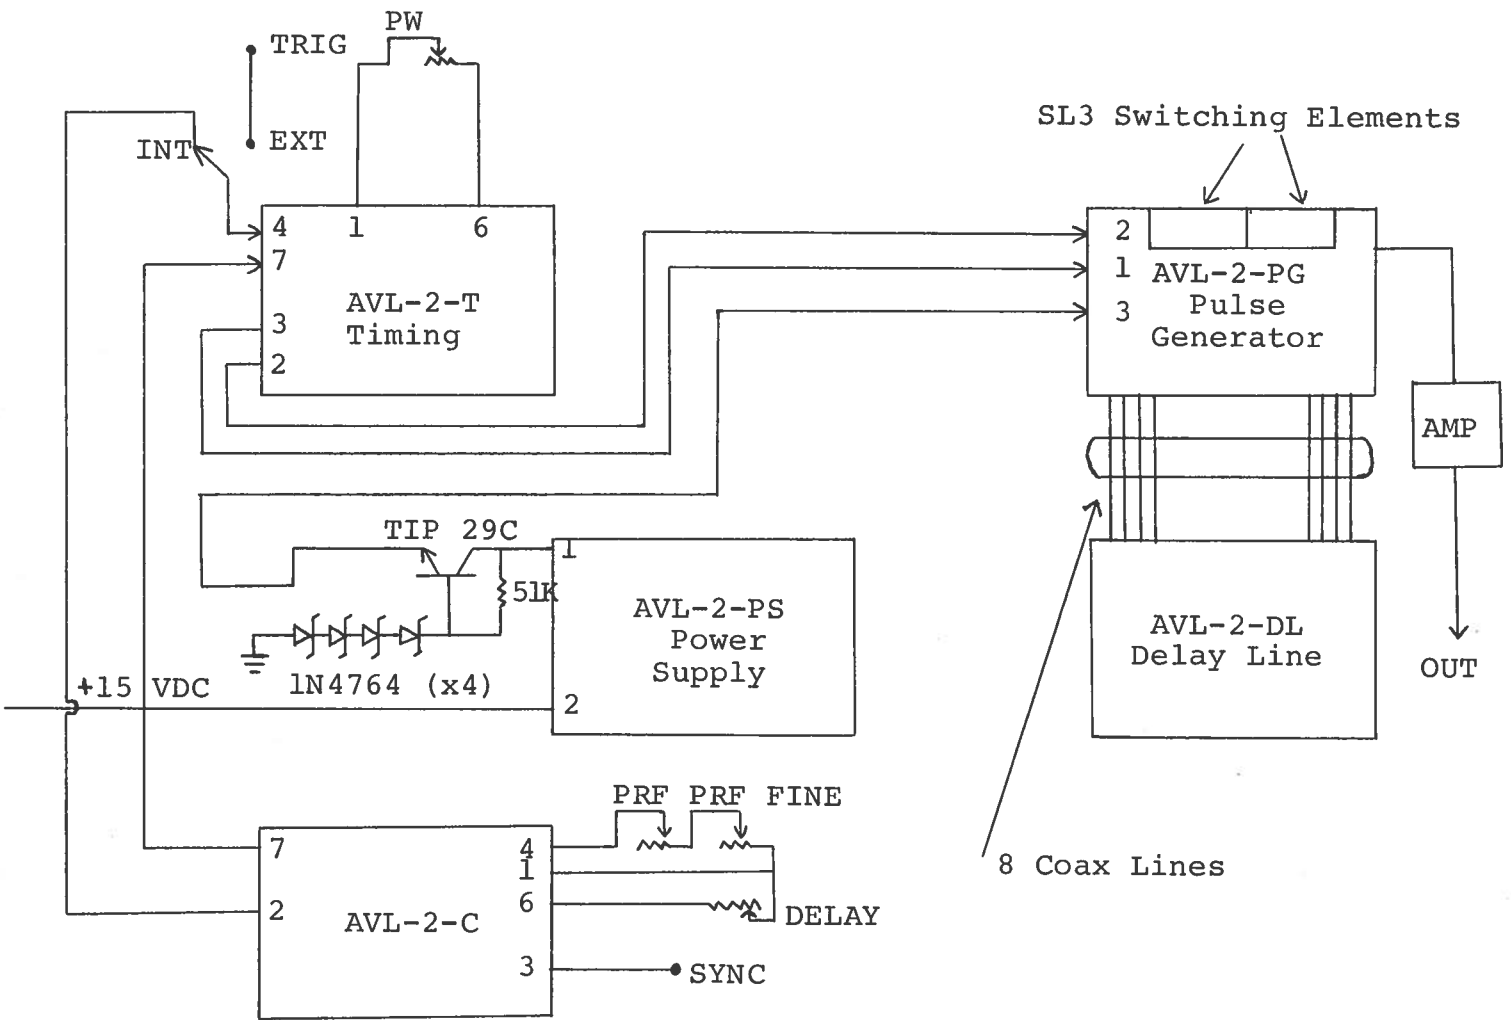 PW
TRIG
EXT
INT
4 1 6
7
3
2
AVL-2-T
Timing
SL3 Switching Elements
2
1
3
AVL-2-PG
Pulse
Generator
AMP
OUT
TIP 29C
51K
1N4764 (x4)
+15 VDC
1
2
AVL-2-PS
Power
Supply
AVL-2-DL
Delay Line
8 Coax Lines
PRF PRF FINE
7
2
4
1
6
3
AVL-2-C
DELAY
SYNC